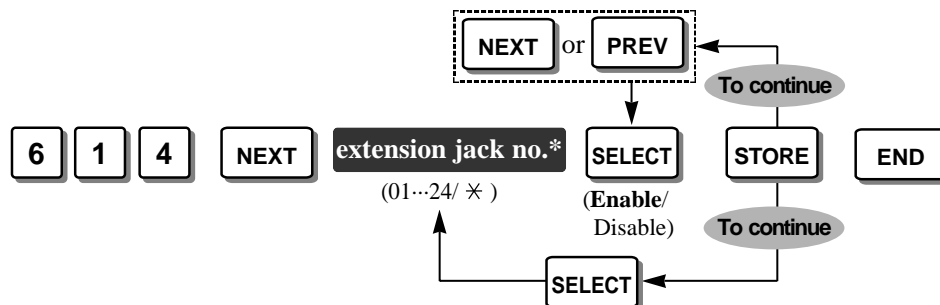 NEXT or PREV
To continue
6 1 4 NEXT extension jack no.* SELECT STORE END
(01···24/ ✳ )
(Enable/
Disable)
To continue
SELECT